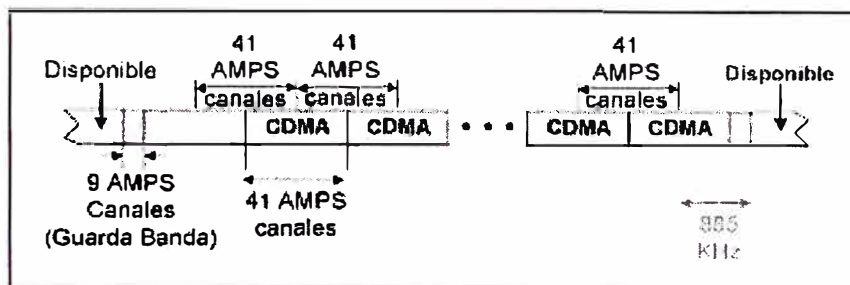 41 41 41
AMPS AMPS AMPS
Disponible canales canales canales Disponible
CDMA CDMA • • • CDMA CDMA
9 AMPS
Canales
(Guarda Banda)
41 AMPS
canales
885
KHz